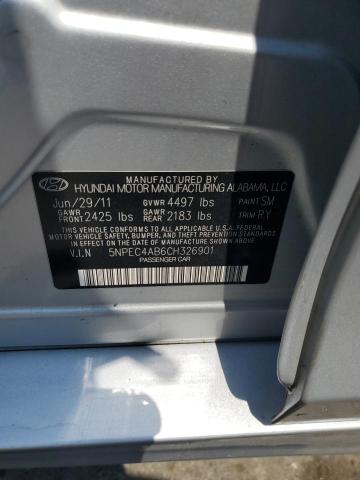 MANUFACTURED BY
HYUNDAI MOTOR MANUFACTURING ALABAMA, LLC
Jun/29/11 GVWR 4497 lbs PAINT SM
GAWR FRONT 2425 lbs GAWR REAR 2183 lbs TRIM RY
THIS VEHICLE CONFORMS TO ALL APPLICABLE U.S.A FEDERAL
MOTOR VEHICLE SAFETY, BUMPER, AND THEFT PREVENTION
STANDARDS IN EFFECT ON THE DATE OF MANUFACTURE SHOWN ABOVE.
V.I.N 5NPEC4AB6CH326901
PASSENGER CAR